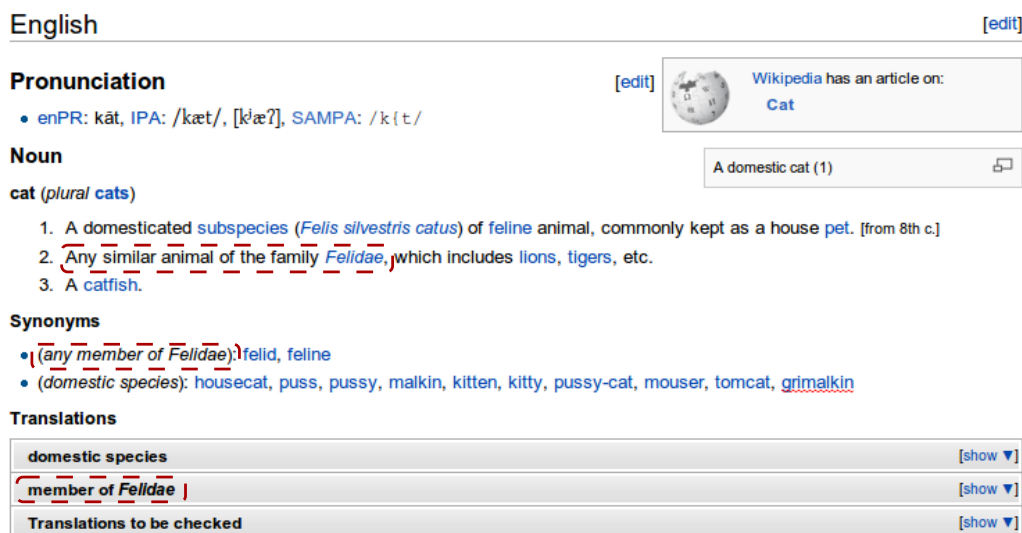 English [edit]
Pronunciation [edit]
Wikipedia has an article on:
Cat
• enPR: kăt, IPA: /kæt/, [kʲæʔ], SAMPA: /k{t/
Noun
A domestic cat (1)
cat (plural cats)
1. A domesticated subspecies (Felis silvestris catus) of feline animal, commonly kept as a house pet. [from 8th c.]
2. Any similar animal of the family Felidae, which includes lions, tigers, etc.
3. A catfish.
Synonyms
• (any member of Felidae): felid, feline
• (domestic species): housecat, puss, pussy, malkin, kitten, kitty, pussy-cat, mouser, tomcat, grimalkin
Translations
domestic species [show ▼]
member of Felidae [show ▼]
Translations to be checked [show ▼]